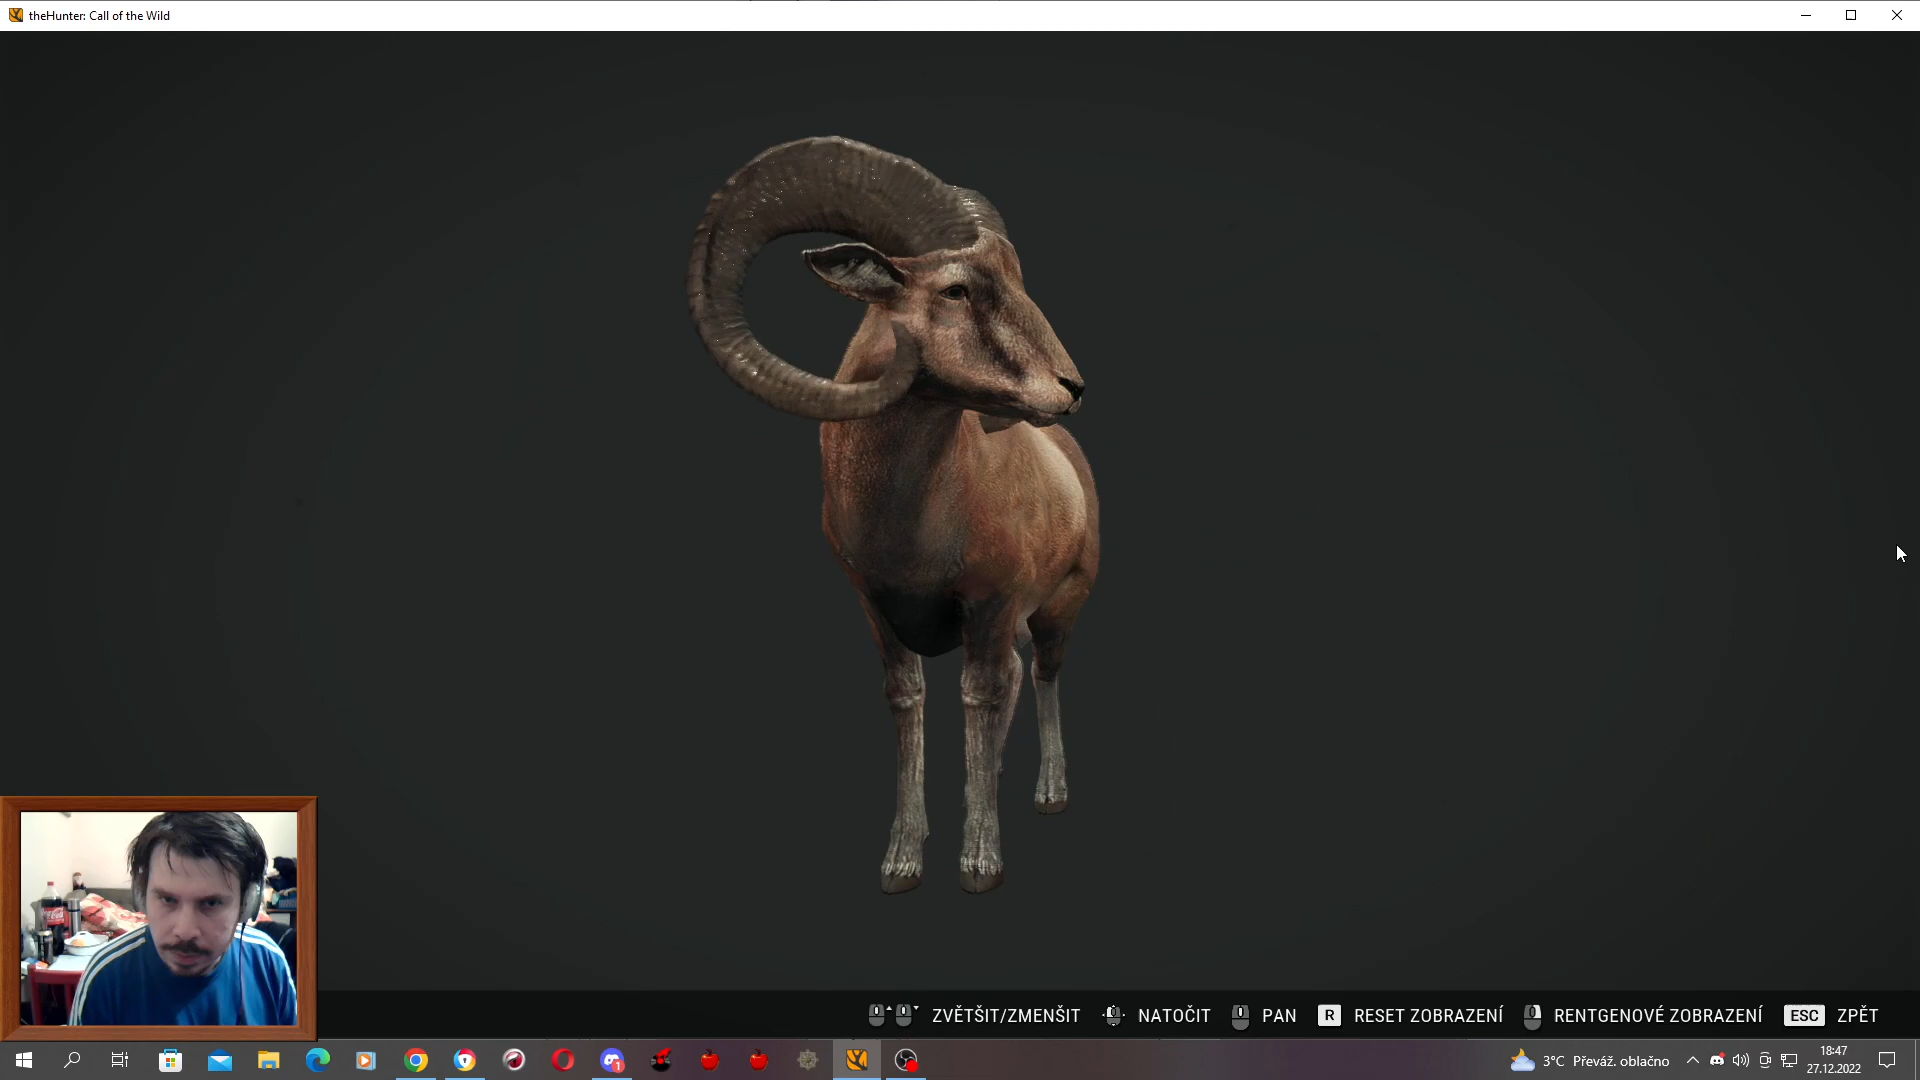 theHunter: Call of the Wild
ZVĚTŠIT/ZMENŠIT NATOČIT PAN R RESET ZOBRAZENÍ RENTGENOVÉ ZOBRAZENÍ ESC ZPĚT
1 3°C Převáž. oblačno 18:47
27.12.2022